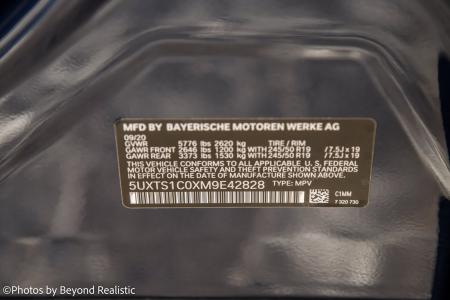 MFD BY BAYERISCHE MOTOREN WERKE AG
09/20
GVWR 5776 lbs 2620 kg TIRE / RIM
GAWR FRONT 2646 lbs 1200 kg WITH 245/50 R19 / 7.5J x 19
GAWR REAR 3373 lbs 1530 kg WITH 245/50 R19 / 7.5J x 19
THIS VEHICLE CONFORMS TO ALL APPLICABLE U. S. FEDERAL
MOTOR VEHICLE SAFETY AND THEFT PREVENTION STANDARDS
IN EFFECT ON THE DATE OF MANUFACTURE SHOWN ABOVE.
5UXTS1C0XM9E42828 TYPE: MPV
C1MM
7 320 730
©Photos by Beyond Realistic